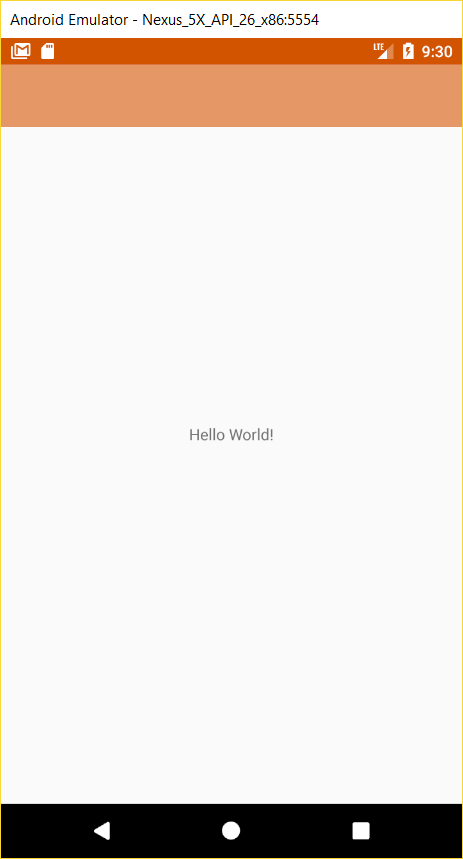 Android Emulator - Nexus_5X_API_26_x86:5554
LTE 9:30
Hello World!